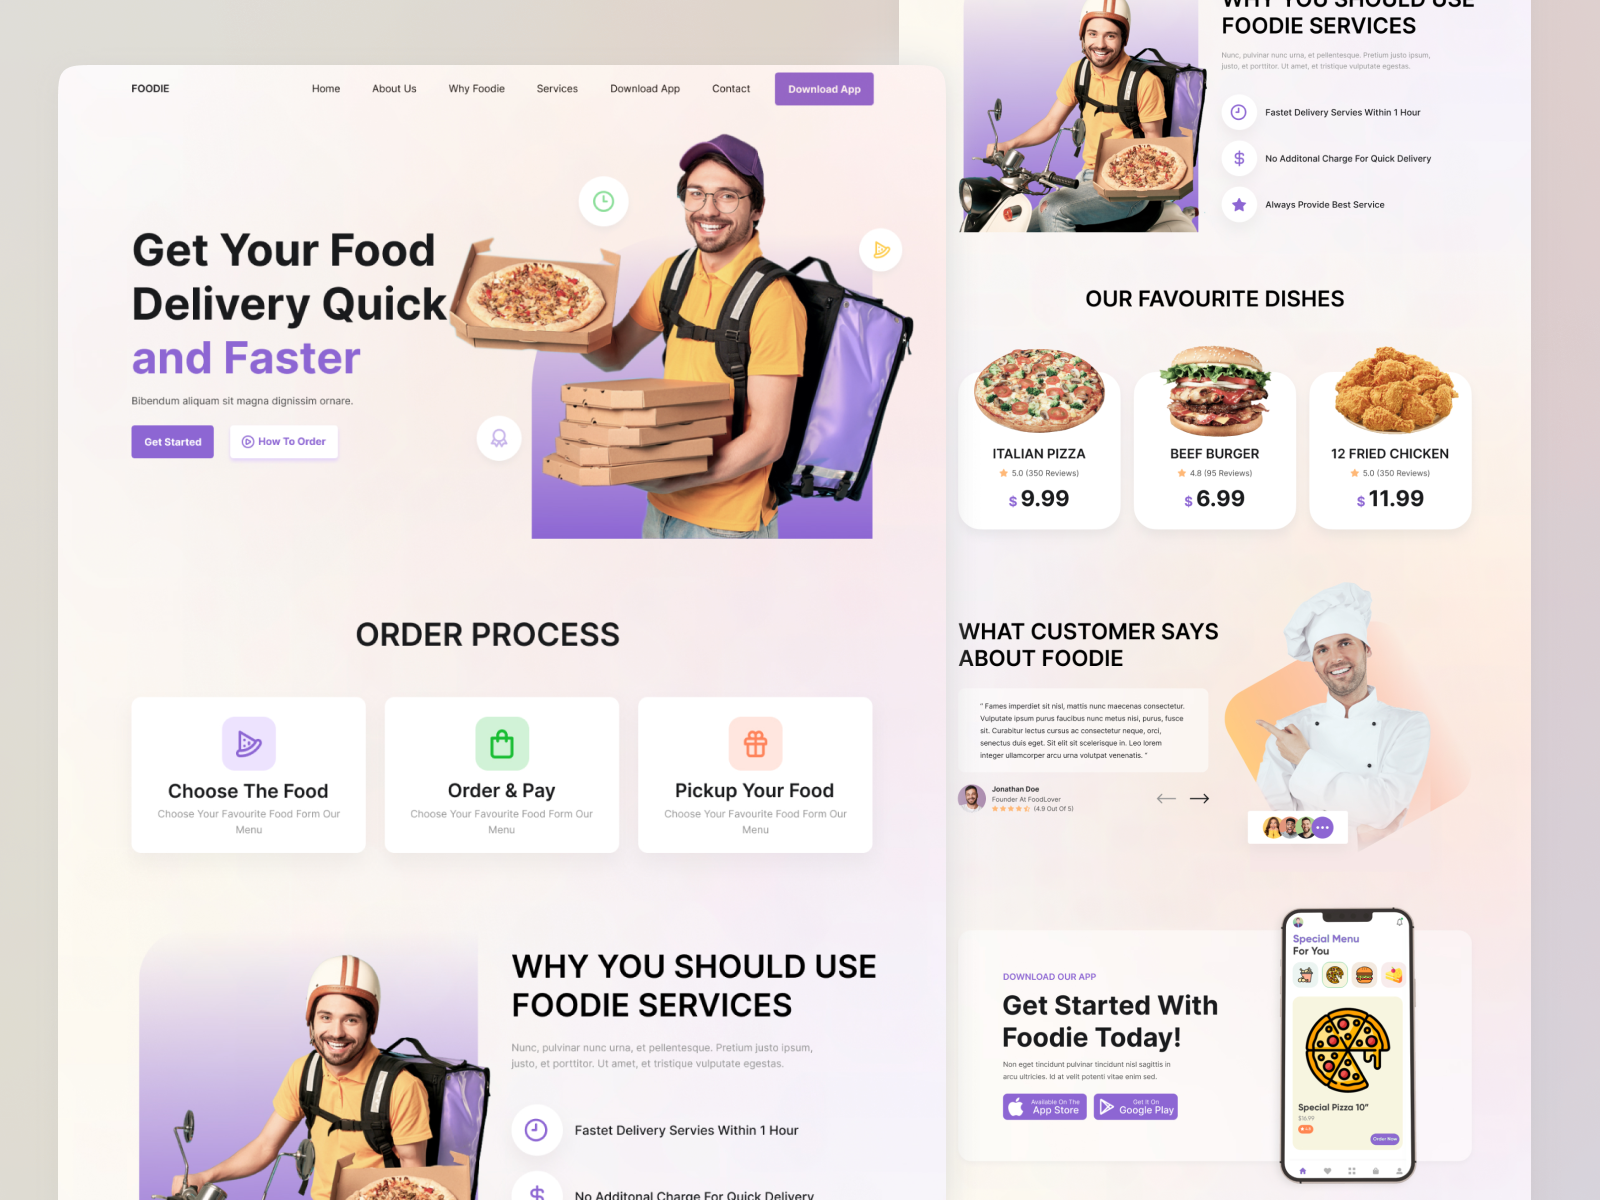 FOODIE
Home
About Us
Why Foodie
Services
Download App
Contact
Download App
Get Your Food
Delivery Quick
and Faster
Bibendum aliquam sit magna dignissim ornare.
Get Started
How To Order
ORDER PROCESS
Choose The Food
Choose Your Favourite Food Form Our
Menu
Order & Pay
Choose Your Favourite Food Form Our
Menu
Pickup Your Food
Choose Your Favourite Food Form Our
Menu
WHY YOU SHOULD USE
FOODIE SERVICES
Nunc, pulvinar nunc urna, et pellentesque. Pretium justo ipsum,
justo, et porttitor. Ut amet, et tristique vulputate egestas.
Fastet Delivery Servies Within 1 Hour
$
No Additonal Charge For Quick Delivery
WHY YOU SHOULD USE
FOODIE SERVICES
Nunc, pulvinar nunc urna, et pellentesque. Pretium justo ipsum,
justo, et porttitor. Ut amet, et tristique vulputate egestas.
Fastet Delivery Servies Within 1 Hour
$
No Additonal Charge For Quick Delivery
Always Provide Best Service
OUR FAVOURITE DISHES
ITALIAN PIZZA
5.0 (350 Reviews)
$ 9.99
BEEF BURGER
4.8 (95 Reviews)
$ 6.99
12 FRIED CHICKEN
5.0 (350 Reviews)
$ 11.99
WHAT CUSTOMER SAYS
ABOUT FOODIE
" Fames imperdiet sit nisl, mattis nunc maecenas consectetur.
Vulputate ipsum purus faucibus nunc metus nisi, purus, fusce
sit. Curabitur lectus cursus ac consectetur neque, orci,
senectus duis eget. Sit elit sit scelerisque in. Leo lorem
integer ullamcorper arcu urna volutpat venenatis. "
Jonathan Doe
Founder At FoodLover
(4.9 Out Of 5)
DOWNLOAD OUR APP
Get Started With
Foodie Today!
Non eget tincidunt pulvinar tincidunt nisl sagittis in
arcu ultricies. Id at velit potenti vitae enim sed.
Available On The
App Store
Get It On
Google Play
Special Menu
For You
Special Pizza 10"
$16.99
Order Now